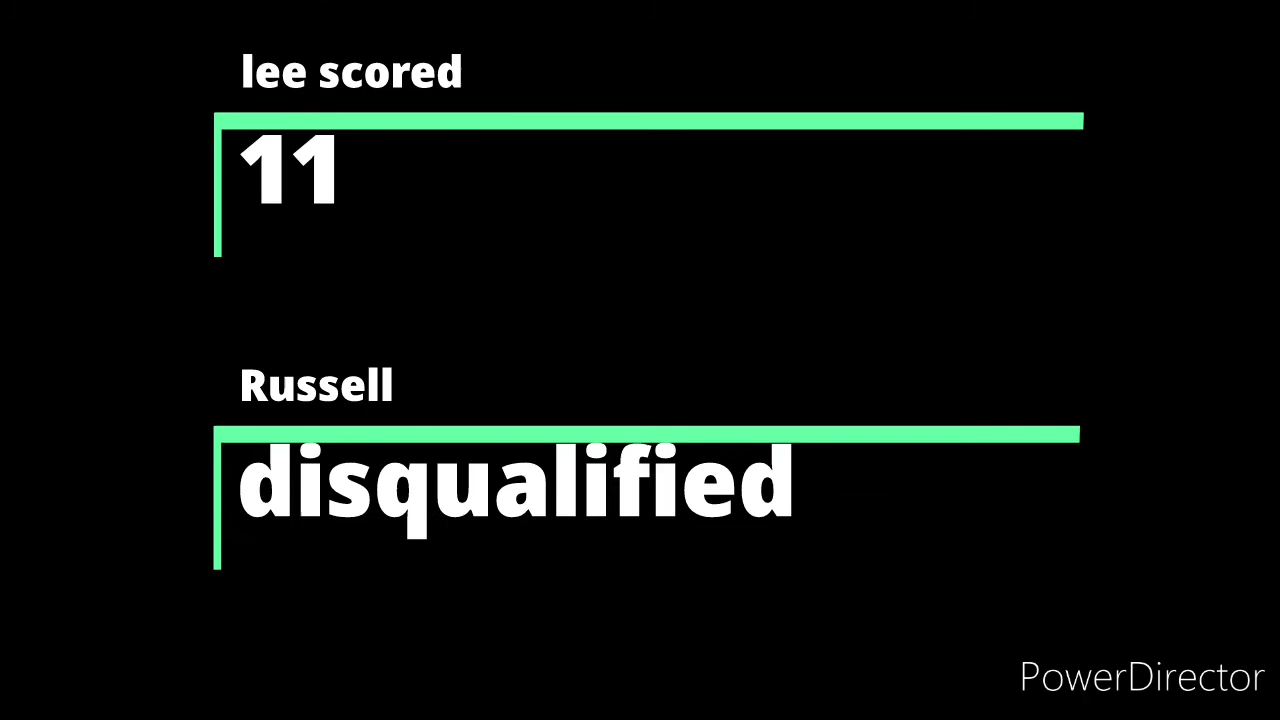 lee scored
11
Russell
disqualified
PowerDirector